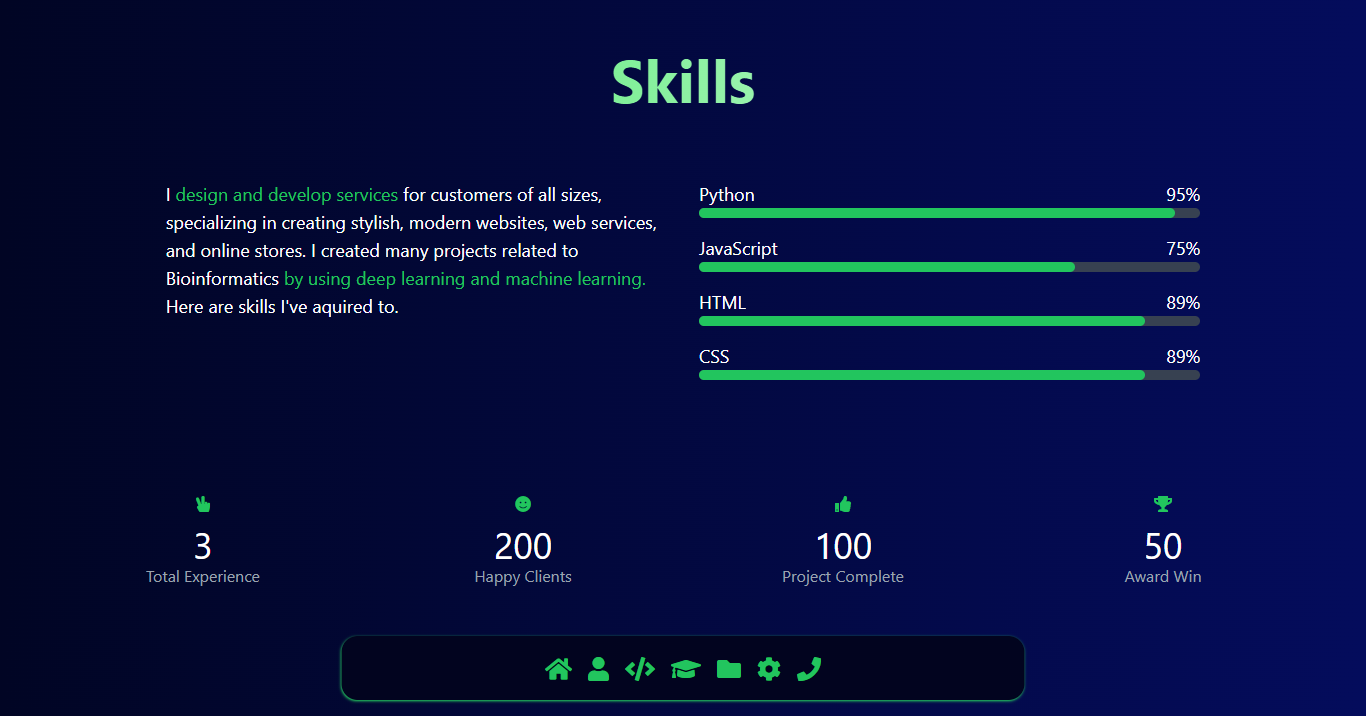 Skills
I design and develop services for customers of all sizes,
specializing in creating stylish, modern websites, web services,
and online stores. I created many projects related to
Bioinformatics by using deep learning and machine learning.
Here are skills I've aquired to.
Python 95%
JavaScript 75%
HTML 89%
CSS 89%
3
Total Experience
200
Happy Clients
100
Project Complete
50
Award Win